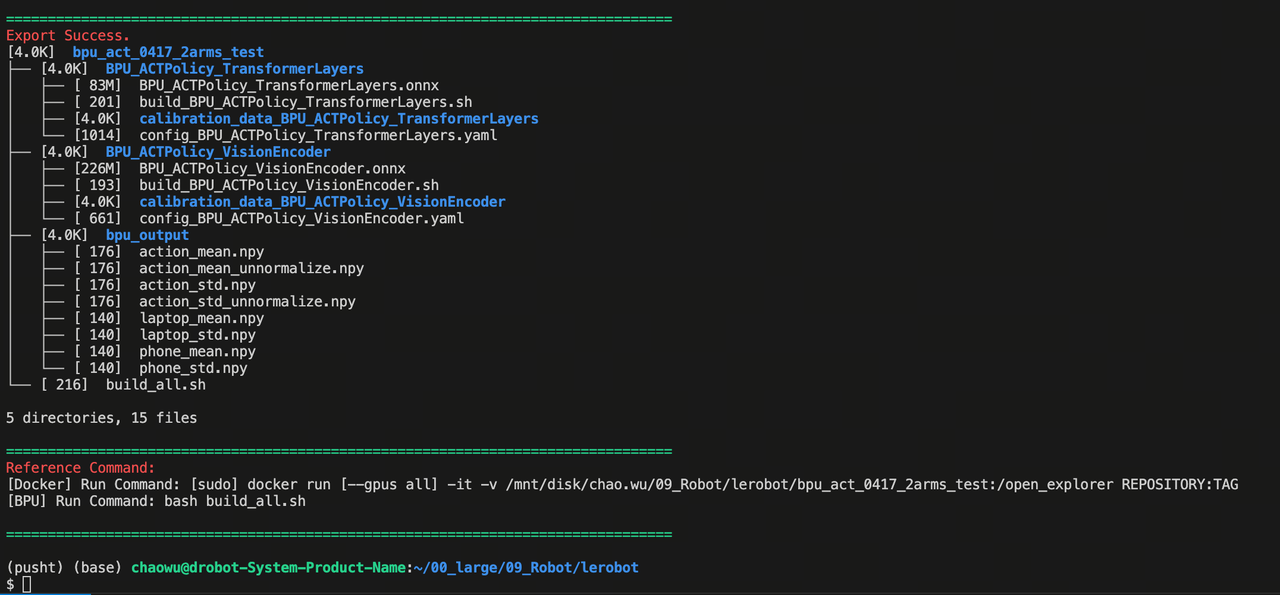 ================================================================================
Export Success.
[4.0K]  bpu_act_0417_2arms_test
├── [4.0K]  BPU_ACTPolicy_TransformerLayers
│   ├── [ 83M]  BPU_ACTPolicy_TransformerLayers.onnx
│   ├── [ 201]  build_BPU_ACTPolicy_TransformerLayers.sh
│   ├── [4.0K]  calibration_data_BPU_ACTPolicy_TransformerLayers
│   └── [1014]  config_BPU_ACTPolicy_TransformerLayers.yaml
├── [4.0K]  BPU_ACTPolicy_VisionEncoder
│   ├── [226M]  BPU_ACTPolicy_VisionEncoder.onnx
│   ├── [ 193]  build_BPU_ACTPolicy_VisionEncoder.sh
│   ├── [4.0K]  calibration_data_BPU_ACTPolicy_VisionEncoder
│   └── [ 661]  config_BPU_ACTPolicy_VisionEncoder.yaml
├── [4.0K]  bpu_output
│   ├── [ 176]  action_mean.npy
│   ├── [ 176]  action_mean_unnormalize.npy
│   ├── [ 176]  action_std.npy
│   ├── [ 176]  action_std_unnormalize.npy
│   ├── [ 140]  laptop_mean.npy
│   ├── [ 140]  laptop_std.npy
│   ├── [ 140]  phone_mean.npy
│   └── [ 140]  phone_std.npy
└── [ 216]  build_all.sh
5 directories, 15 files
================================================================================
Reference Command:
[Docker] Run Command: [sudo] docker run [--gpus all] -it -v /mnt/disk/chao.wu/09_Robot/lerobot/bpu_act_0417_2arms_test:/open_explorer REPOSITORY:TAG
[BPU] Run Command: bash build_all.sh
================================================================================
(pusht) (base) chaowu@drobot-System-Product-Name:~/00_large/09_Robot/lerobot
$